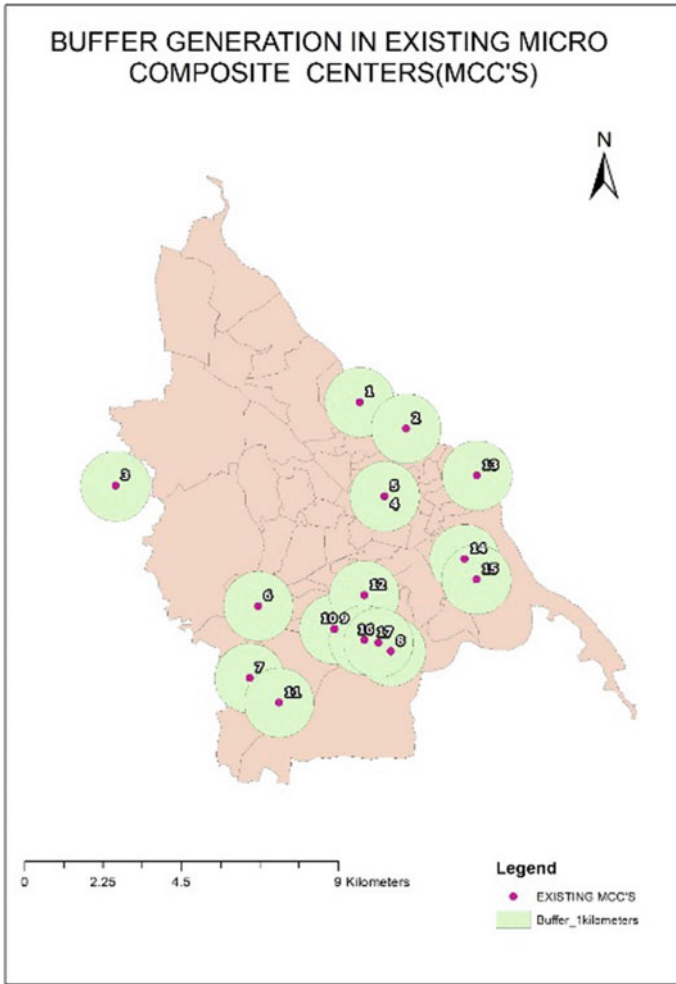 BUFFER GENERATION IN EXISTING MICRO
COMPOSITE CENTERS(MCC'S)
N
1
2
3
13
5
4
14
15
12
6
10 9
16 17
8
7
11
0 2.25 4.5 9 Kilometers
Legend
EXISTING MCC'S
Buffer_1kilometers